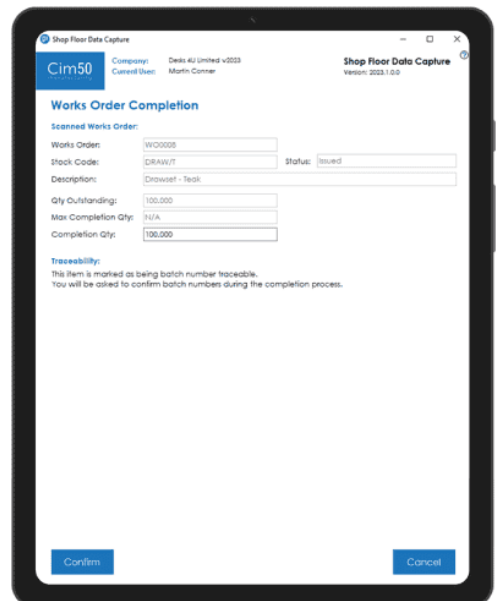 Shop Floor Data Capture
Cim50
manufacturing
Company: Desks 4U Limited v2023
Current User: Martin Conner
Shop Floor Data Capture
Version: 2023.1.0.0
Works Order Completion
Scanned Works Order:
Works Order: WO0008
Stock Code: DRAW/T Status: Issued
Description: Drawset - Teak
Qty Outstanding: 100.000
Max Completion Qty: N/A
Completion Qty: 100.000
Traceability:
This item is marked as being batch number traceable.
You will be asked to confirm batch numbers during the completion process.
Confirm Cancel